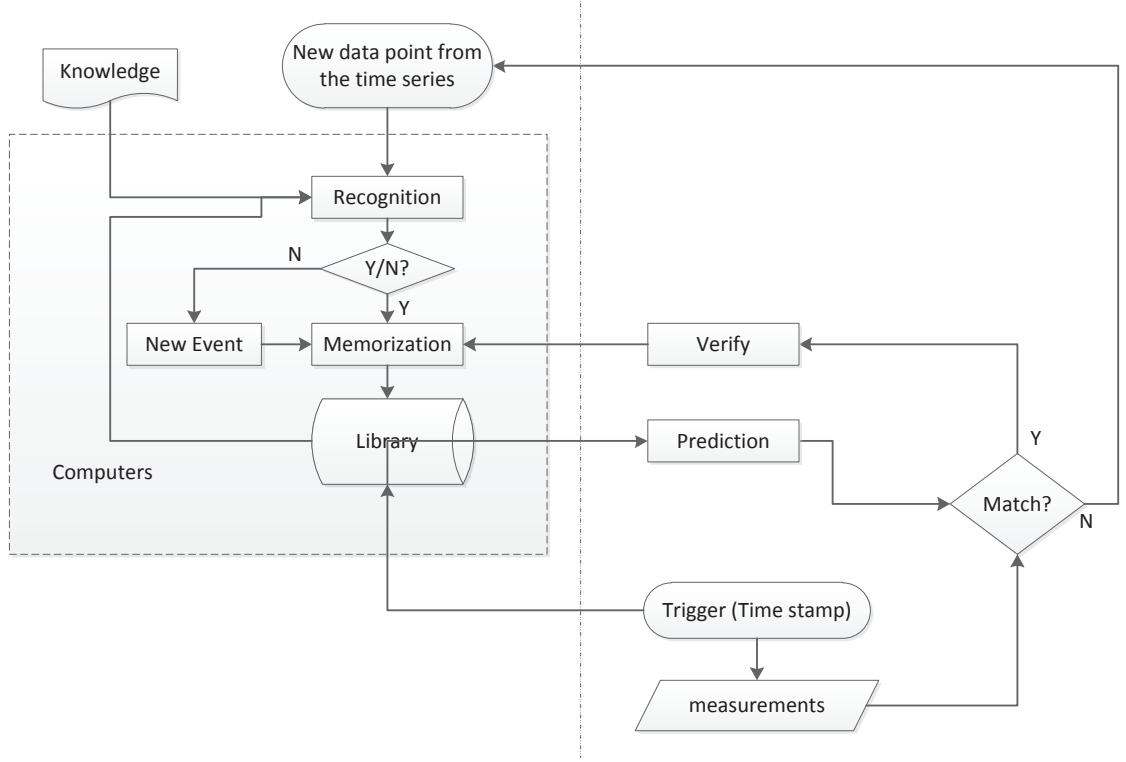 New data point from
the time series
Knowledge
Recognition
N
Y/N?
Y
New Event
Memorization
Verify
Library
Prediction
Y
Computers
Match?
N
Trigger (Time stamp)
measurements